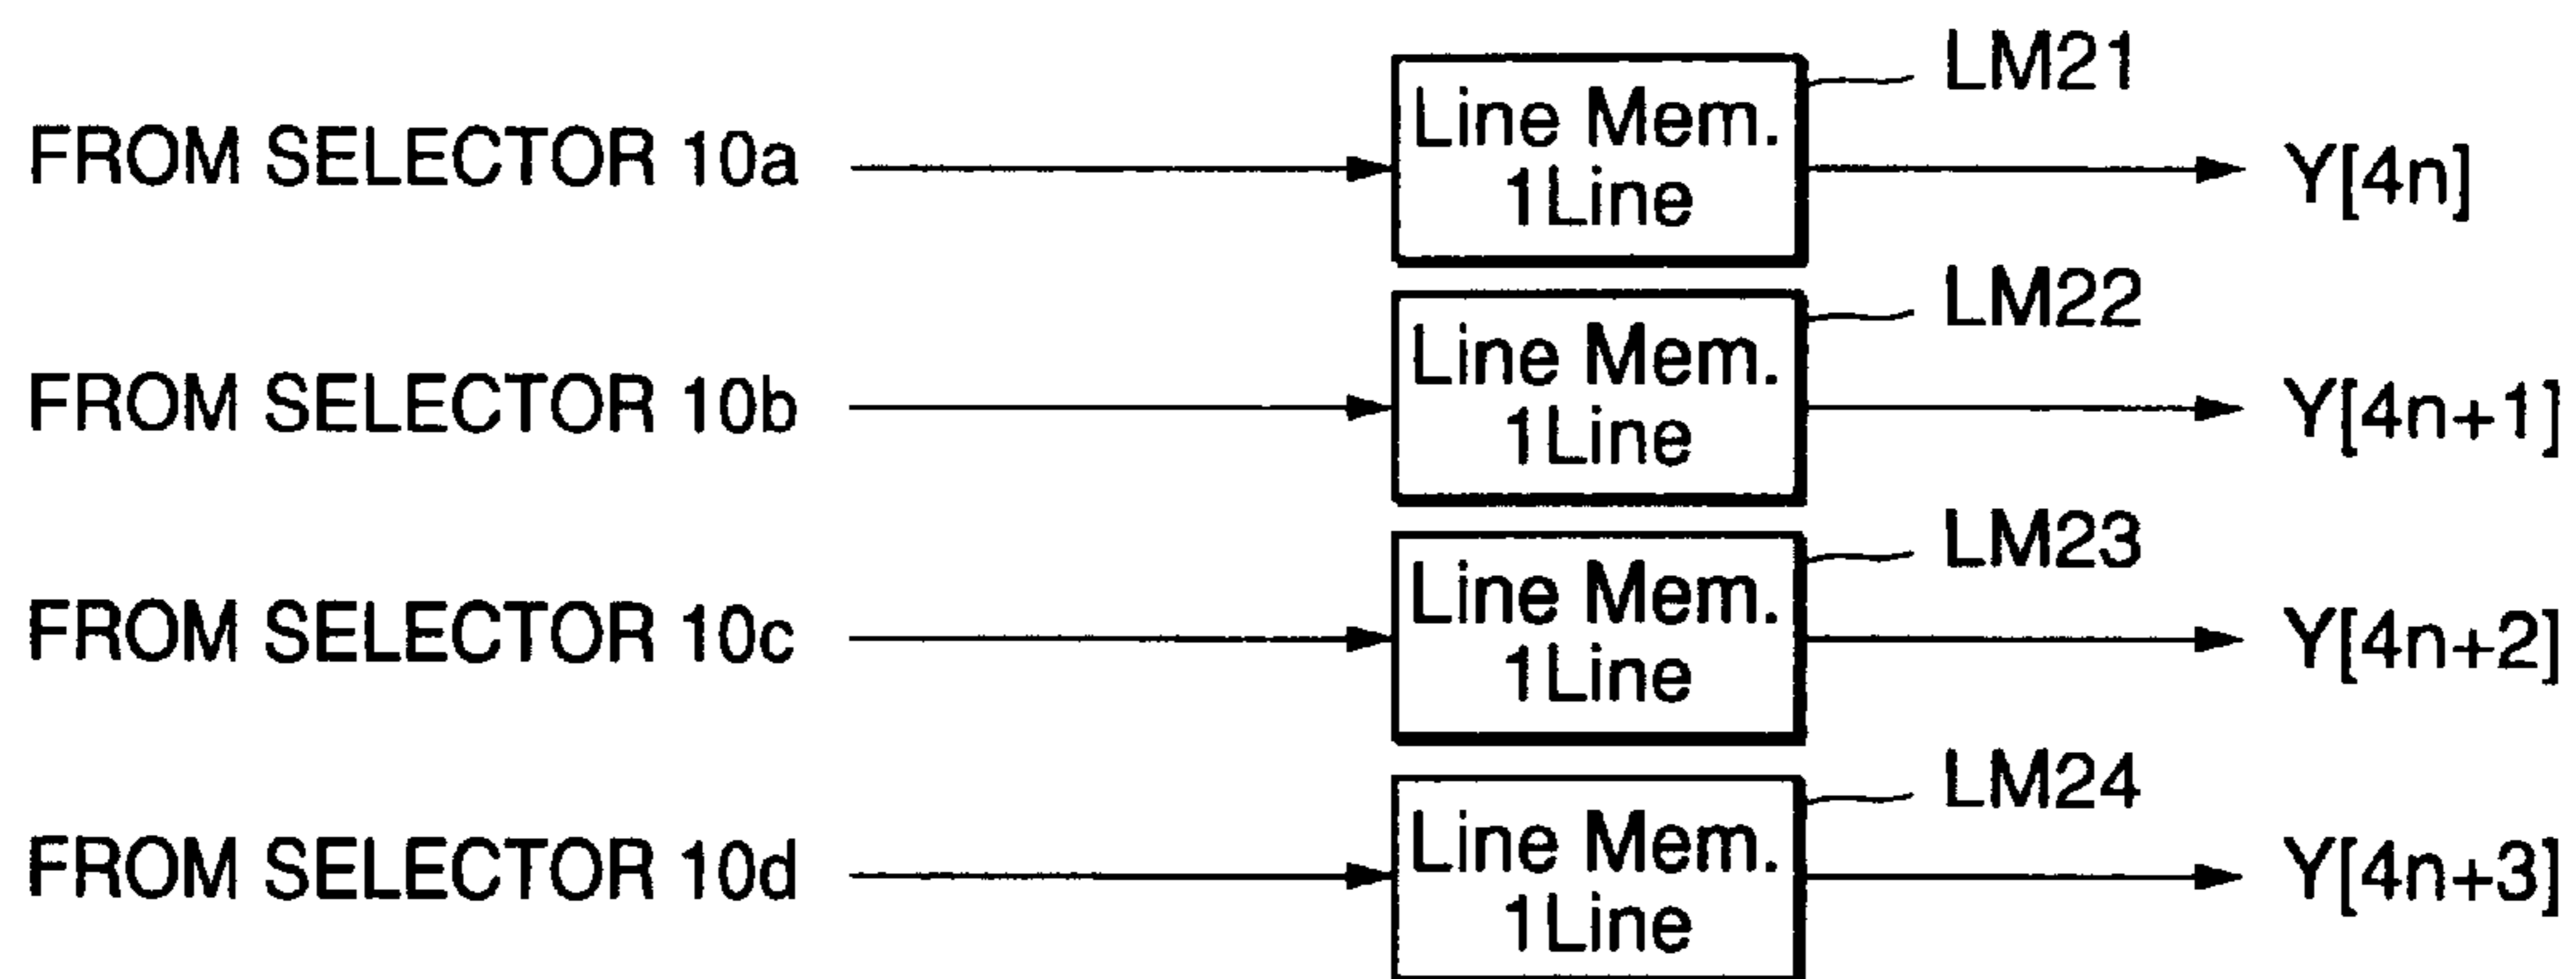 LM21
FROM SELECTOR 10a
Line Mem.
1Line
Y[4n]
LM22
FROM SELECTOR 10b
Line Mem.
1Line
Y[4n+1]
LM23
FROM SELECTOR 10c
Line Mem.
1Line
Y[4n+2]
LM24
FROM SELECTOR 10d
Line Mem.
1Line
Y[4n+3]